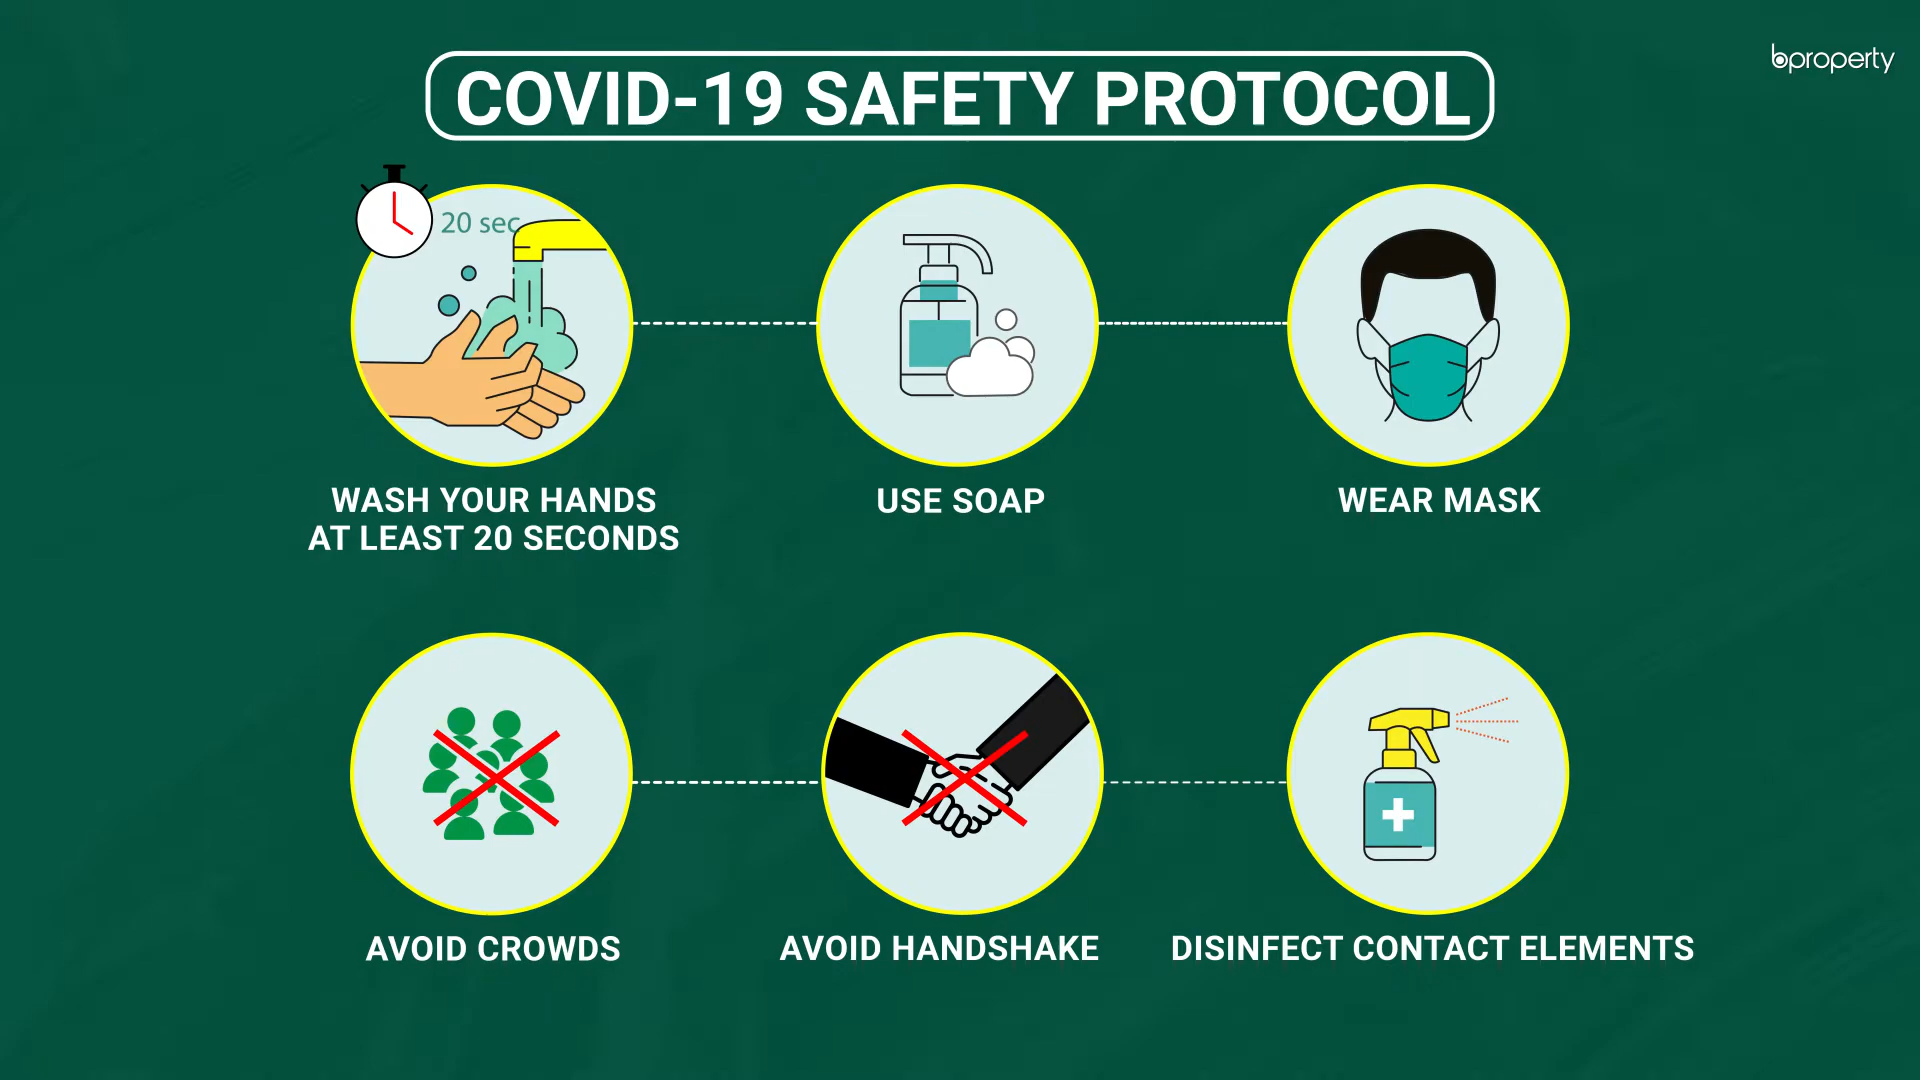 COVID-19 SAFETY PROTOCOL
bproperty
20 sec
WASH YOUR HANDS
AT LEAST 20 SECONDS
USE SOAP
WEAR MASK
AVOID CROWDS
AVOID HANDSHAKE
DISINFECT CONTACT ELEMENTS